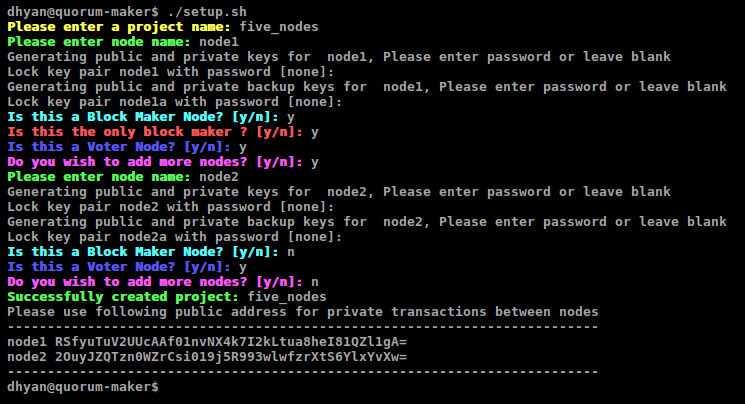 dhyan@quorum-maker$ ./setup.sh
Please enter a project name: five_nodes
Please enter node name: node1
Generating public and private keys for  node1, Please enter password or leave blank
Lock key pair node1 with password [none]:
Generating public and private backup keys for  node1, Please enter password or leave blank
Lock key pair node1a with password [none]:
Is this a Block Maker Node? [y/n]: y
Is this the only block maker ? [y/n]: y
Is this a Voter Node? [y/n]: y
Do you wish to add more nodes? [y/n]: y
Please enter node name: node2
Generating public and private keys for  node2, Please enter password or leave blank
Lock key pair node2 with password [none]:
Generating public and private backup keys for  node2, Please enter password or leave blank
Lock key pair node2a with password [none]:
Is this a Block Maker Node? [y/n]: n
Is this a Voter Node? [y/n]: y
Do you wish to add more nodes? [y/n]: n
Successfully created project: five_nodes
Please use following public address for private transactions between nodes
--------------------------------------------------------------------------
node1 RSfyuTuV2UUcAAf01nvNX4k7I2kLtua8heI81QZl1gA=
node2 2OuyJZQTzn0WZrCsi019j5R993wlwfzrXtS6YlxYvXw=
--------------------------------------------------------------------------
dhyan@quorum-maker$